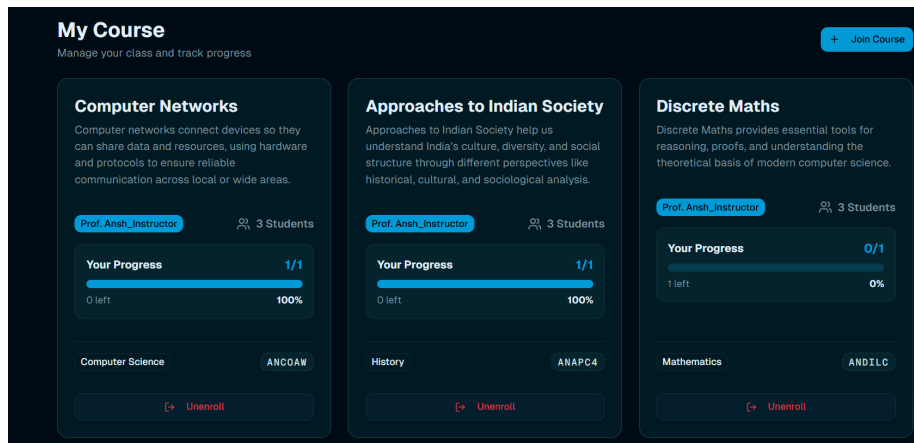 My Course
Manage your class and track progress
+ Join Course
Computer Networks
Computer networks connect devices so they
can share data and resources, using hardware
and protocols to ensure reliable
communication across local or wide areas.
Prof. Ansh_Instructor
3 Students
Your Progress
1/1
0 left
100%
Computer Science
ANCOAW
Unenroll
Approaches to Indian Society
Approaches to Indian Society help us
understand India's culture, diversity, and social
structure through different perspectives like
historical, cultural, and sociological analysis.
Prof. Ansh_Instructor
3 Students
Your Progress
1/1
0 left
100%
History
ANAPC4
Unenroll
Discrete Maths
Discrete Maths provides essential tools for
reasoning, proofs, and understanding the
theoretical basis of modern computer science.
Prof. Ansh_Instructor
3 Students
Your Progress
0/1
1 left
0%
Mathematics
ANDILC
Unenroll